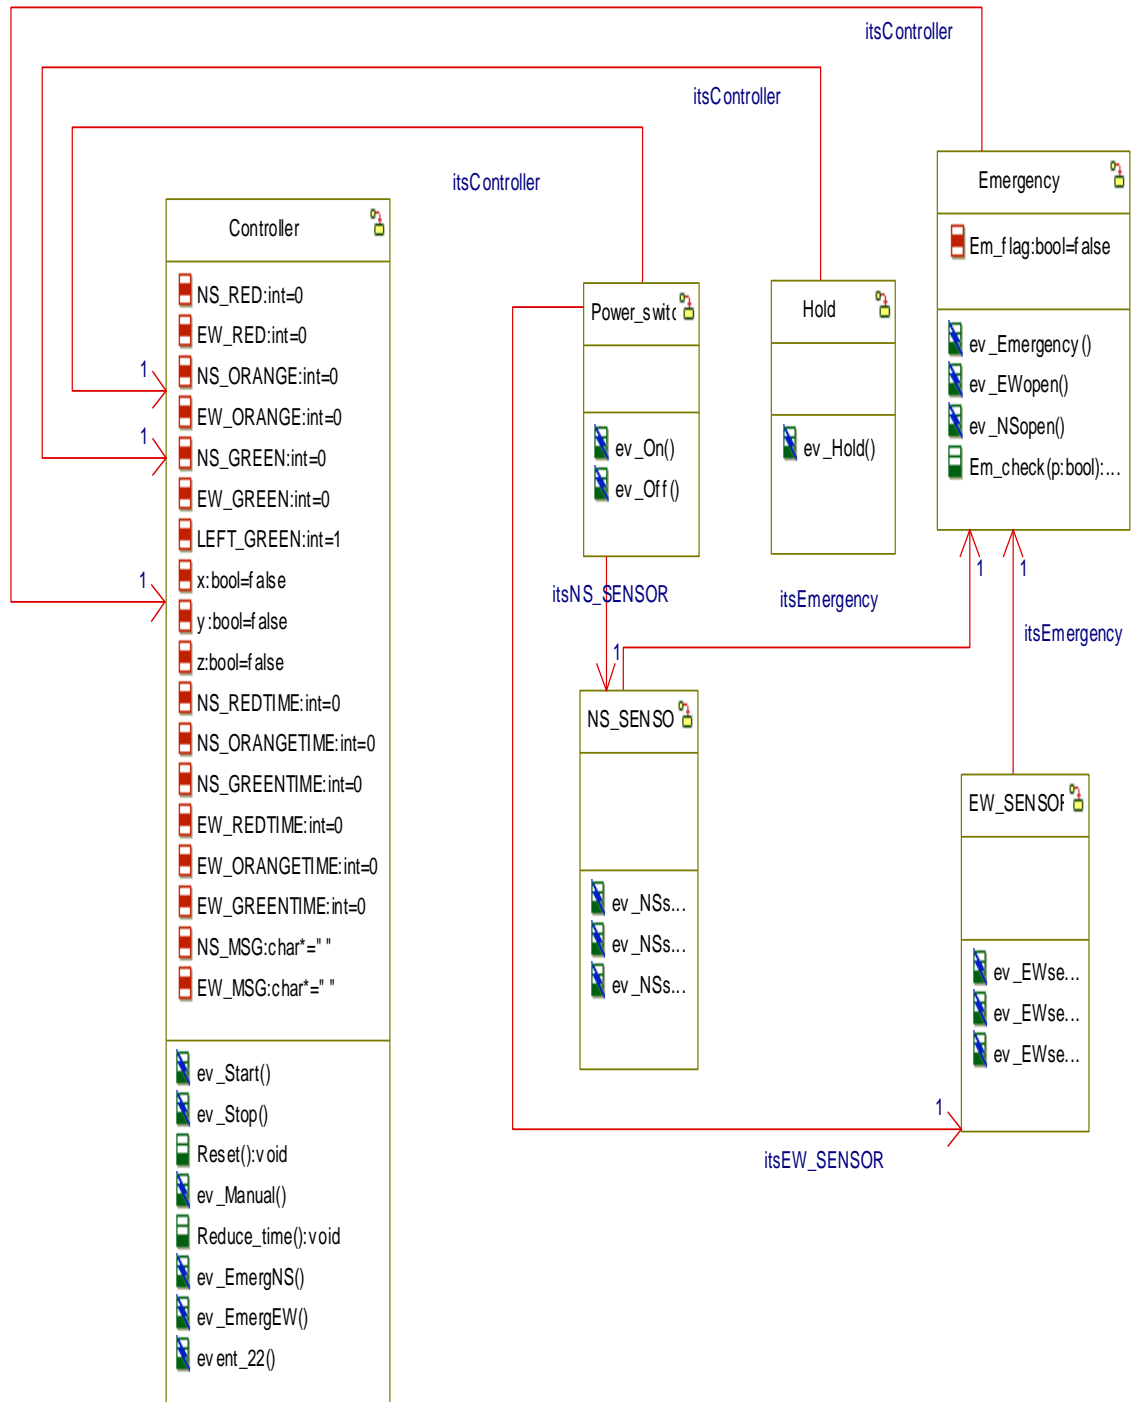 itsController
itsController
itsController
Emergency
Em_flag:bool=false
ev_Emergency()
ev_EWopen()
ev_NSopen()
Em_check(p:bool):...
Controller
NS_RED:int=0
EW_RED:int=0
NS_ORANGE:int=0
EW_ORANGE:int=0
NS_GREEN:int=0
EW_GREEN:int=0
LEFT_GREEN:int=1
x:bool=false
y:bool=false
z:bool=false
NS_REDTIME:int=0
NS_ORANGETIME:int=0
NS_GREENTIME:int=0
EW_REDTIME:int=0
EW_ORANGETIME:int=0
EW_GREENTIME:int=0
NS_MSG:char*=" "
EW_MSG:char*=" "
ev_Start()
ev_Stop()
Reset():void
ev_Manual()
Reduce_time():void
ev_EmergNS()
ev_EmergEW()
event_22()
1
1
1
Power_switc
ev_On()
ev_Off()
Hold
ev_Hold()
itsNS_SENSOR
1
itsEmergency
1
1
itsEmergency
NS_SENSO
ev_NSs...
ev_NSs...
ev_NSs...
EW_SENSOR
ev_EWse...
ev_EWse...
ev_EWse...
1
itsEW_SENSOR